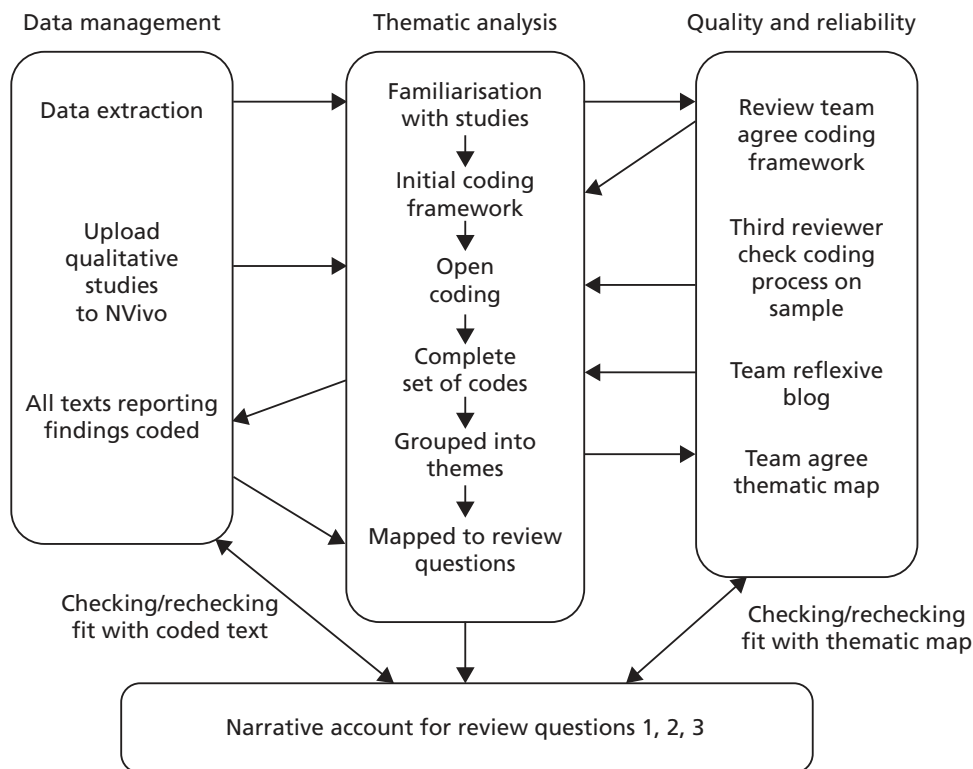 Data management
Data extraction
Upload
qualitative
studies
to NVivo
All texts reporting
findings coded
Thematic analysis
Familiarisation
with studies
Initial coding
framework
Open
coding
Complete
set of codes
Grouped into
themes
Mapped to review
questions
Quality and reliability
Review team
agree coding
framework
Third reviewer
check coding
process on
sample
Team reflexive
blog
Team agree
thematic map
Checking/rechecking
fit with coded text
Checking/rechecking
fit with thematic map
Narrative account for review questions 1, 2, 3